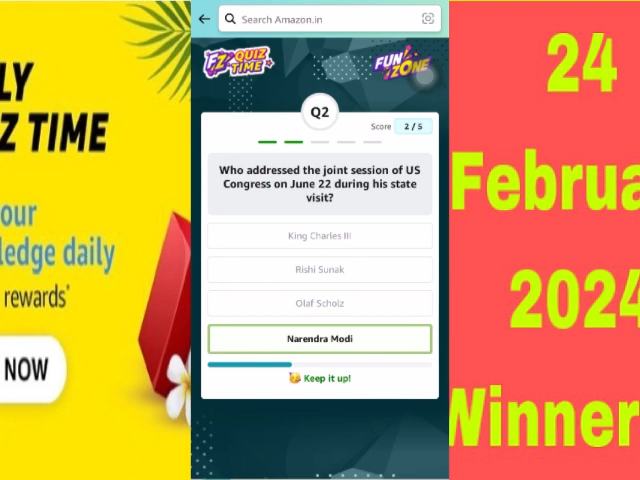 LY
Z TIME
our
ledge daily
rewards*
NOW
Search Amazon.in
FZ QUIZ TIME
FUN ZONE
Q2
Score 2 / 5
Who addressed the joint session of US
Congress on June 22 during his state
visit?
King Charles III
Rishi Sunak
Olaf Scholz
Narendra Modi
Keep it up!
24
Februa
2024
Winner